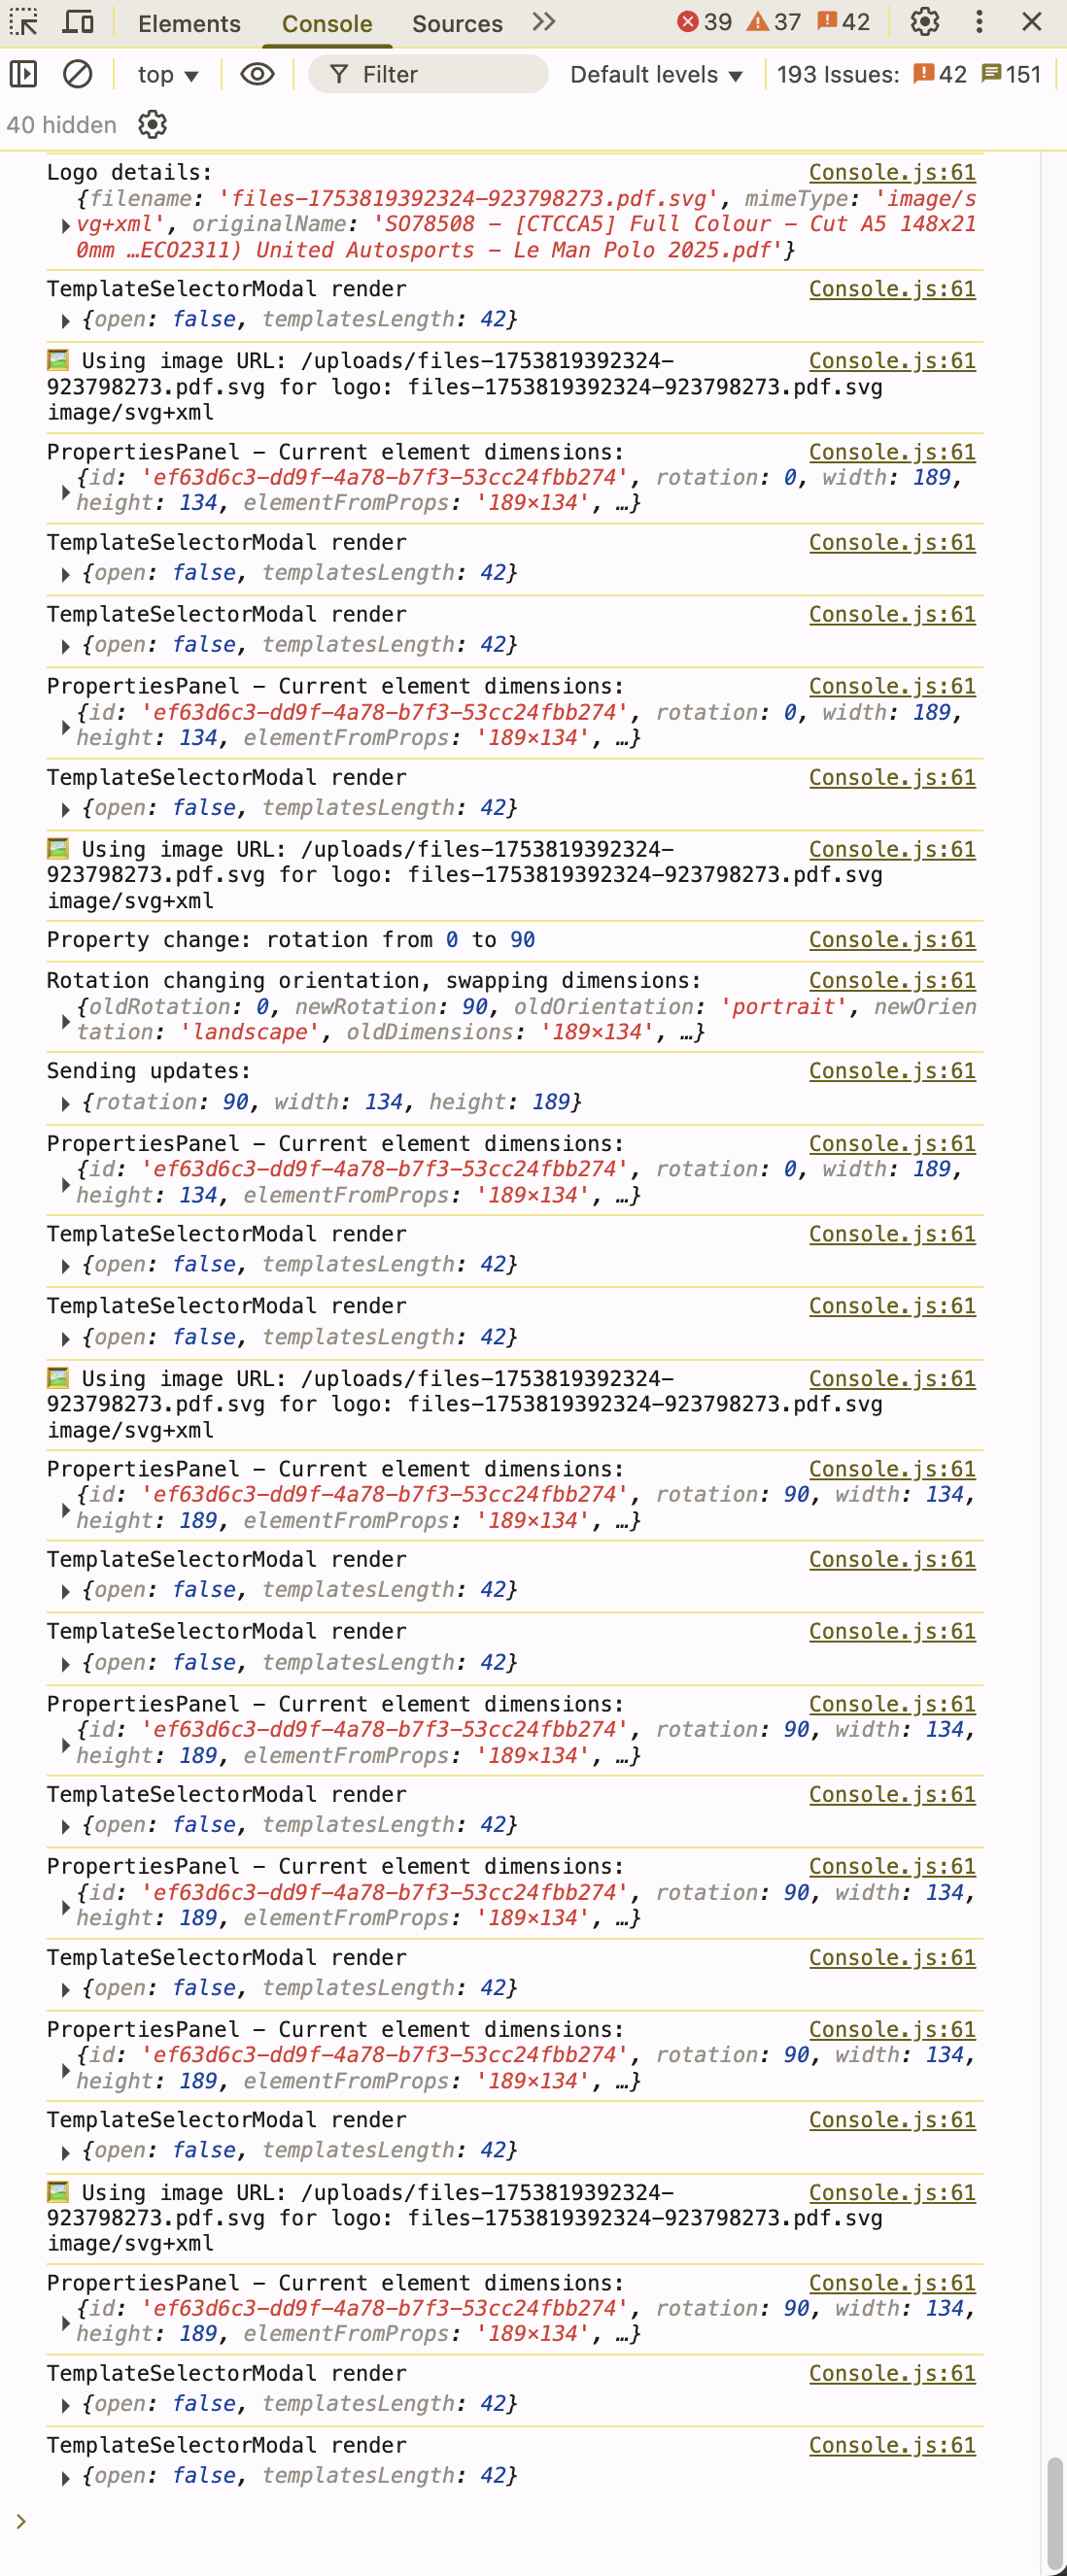 Elements Console Sources 39 37 42
top Filter Default levels 193 Issues: 42 151
40 hidden
Logo details: Console.js:61
{filename: 'files-1753819392324-923798273.pdf.svg', mimeType: 'image/s
vg+xml', originalName: 'SO78508 – [CTCCA5] Full Colour – Cut A5 148x21
0mm …ECO2311) United Autosports – Le Man Polo 2025.pdf'}
TemplateSelectorModal render Console.js:61
{open: false, templatesLength: 42}
🖼️ Using image URL: /uploads/files-1753819392324- Console.js:61
923798273.pdf.svg for logo: files-1753819392324-923798273.pdf.svg
image/svg+xml
PropertiesPanel – Current element dimensions: Console.js:61
{id: 'ef63d6c3-dd9f-4a78-b7f3-53cc24fbb274', rotation: 0, width: 189,
height: 134, elementFromProps: '189×134', …}
TemplateSelectorModal render Console.js:61
{open: false, templatesLength: 42}
TemplateSelectorModal render Console.js:61
{open: false, templatesLength: 42}
PropertiesPanel – Current element dimensions: Console.js:61
{id: 'ef63d6c3-dd9f-4a78-b7f3-53cc24fbb274', rotation: 0, width: 189,
height: 134, elementFromProps: '189×134', …}
TemplateSelectorModal render Console.js:61
{open: false, templatesLength: 42}
🖼️ Using image URL: /uploads/files-1753819392324- Console.js:61
923798273.pdf.svg for logo: files-1753819392324-923798273.pdf.svg
image/svg+xml
Property change: rotation from 0 to 90 Console.js:61
Rotation changing orientation, swapping dimensions: Console.js:61
{oldRotation: 0, newRotation: 90, oldOrientation: 'portrait', newOrien
tation: 'landscape', oldDimensions: '189×134', …}
Sending updates: Console.js:61
{rotation: 90, width: 134, height: 189}
PropertiesPanel – Current element dimensions: Console.js:61
{id: 'ef63d6c3-dd9f-4a78-b7f3-53cc24fbb274', rotation: 0, width: 189,
height: 134, elementFromProps: '189×134', …}
TemplateSelectorModal render Console.js:61
{open: false, templatesLength: 42}
TemplateSelectorModal render Console.js:61
{open: false, templatesLength: 42}
🖼️ Using image URL: /uploads/files-1753819392324- Console.js:61
923798273.pdf.svg for logo: files-1753819392324-923798273.pdf.svg
image/svg+xml
PropertiesPanel – Current element dimensions: Console.js:61
{id: 'ef63d6c3-dd9f-4a78-b7f3-53cc24fbb274', rotation: 90, width: 134,
height: 189, elementFromProps: '189×134', …}
TemplateSelectorModal render Console.js:61
{open: false, templatesLength: 42}
TemplateSelectorModal render Console.js:61
{open: false, templatesLength: 42}
PropertiesPanel – Current element dimensions: Console.js:61
{id: 'ef63d6c3-dd9f-4a78-b7f3-53cc24fbb274', rotation: 90, width: 134,
height: 189, elementFromProps: '189×134', …}
TemplateSelectorModal render Console.js:61
{open: false, templatesLength: 42}
PropertiesPanel – Current element dimensions: Console.js:61
{id: 'ef63d6c3-dd9f-4a78-b7f3-53cc24fbb274', rotation: 90, width: 134,
height: 189, elementFromProps: '189×134', …}
TemplateSelectorModal render Console.js:61
{open: false, templatesLength: 42}
PropertiesPanel – Current element dimensions: Console.js:61
{id: 'ef63d6c3-dd9f-4a78-b7f3-53cc24fbb274', rotation: 90, width: 134,
height: 189, elementFromProps: '189×134', …}
TemplateSelectorModal render Console.js:61
{open: false, templatesLength: 42}
🖼️ Using image URL: /uploads/files-1753819392324- Console.js:61
923798273.pdf.svg for logo: files-1753819392324-923798273.pdf.svg
image/svg+xml
PropertiesPanel – Current element dimensions: Console.js:61
{id: 'ef63d6c3-dd9f-4a78-b7f3-53cc24fbb274', rotation: 90, width: 134,
height: 189, elementFromProps: '189×134', …}
TemplateSelectorModal render Console.js:61
{open: false, templatesLength: 42}
TemplateSelectorModal render Console.js:61
{open: false, templatesLength: 42}